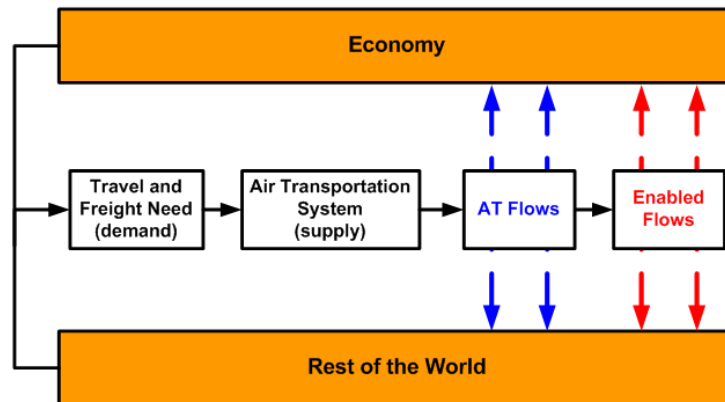 Economy
Travel and
Freight Need
(demand)
Air Transportation
System
(supply)
AT Flows
Enabled
Flows
Rest of the World